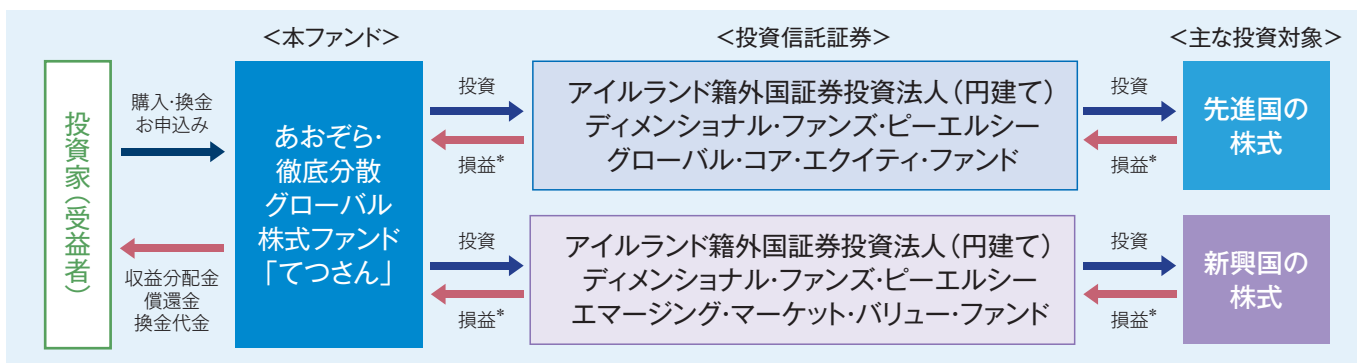 ＜本ファンド＞
＜投資信託証券＞
＜主な投資対象＞
投資家（受益者）
購入・換金
お申込み
収益分配金
償還金
換金代金
あおぞら・
徹底分散
グローバル
株式ファンド
「てつさん」
投資
損益*
アイルランド籍外国証券投資法人（円建て）
ディメンショナル・ファンズ・ピーエルシー
グローバル・コア・エクイティ・ファンド
投資
損益*
先進国の
株式
投資
損益*
アイルランド籍外国証券投資法人（円建て）
ディメンショナル・ファンズ・ピーエルシー
エマージング・マーケット・バリュー・ファンド
投資
損益*
新興国の
株式